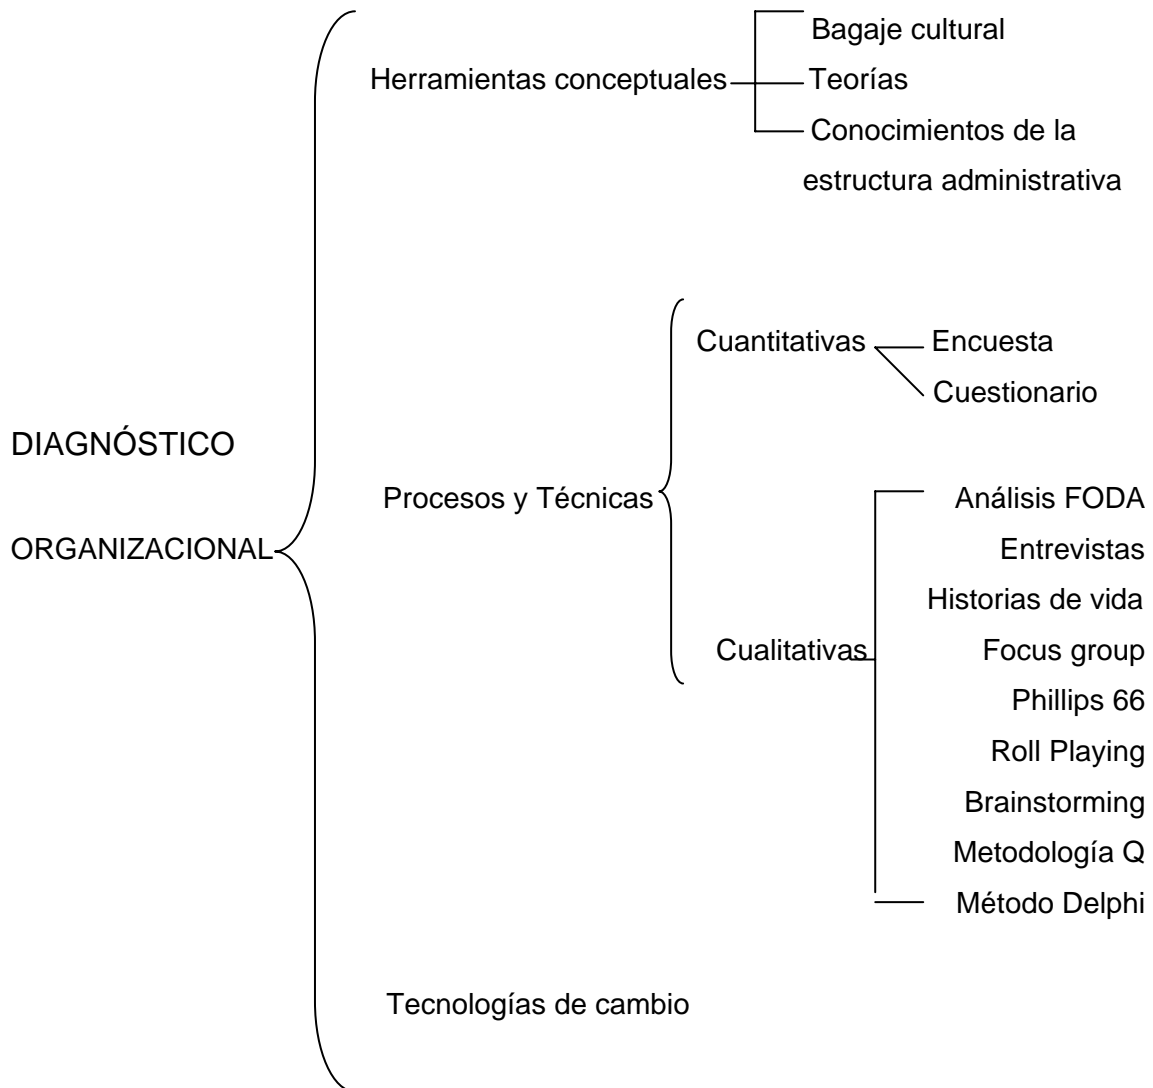 DIAGNÓSTICO
ORGANIZACIONAL
Herramientas conceptuales
Bagaje cultural
Teorías
Conocimientos de la
estructura administrativa
Procesos y Técnicas
Cuantitativas
Encuesta
Cuestionario
Cualitativas
Análisis FODA
Entrevistas
Historias de vida
Focus group
Phillips 66
Roll Playing
Brainstorming
Metodología Q
Método Delphi
Tecnologías de cambio